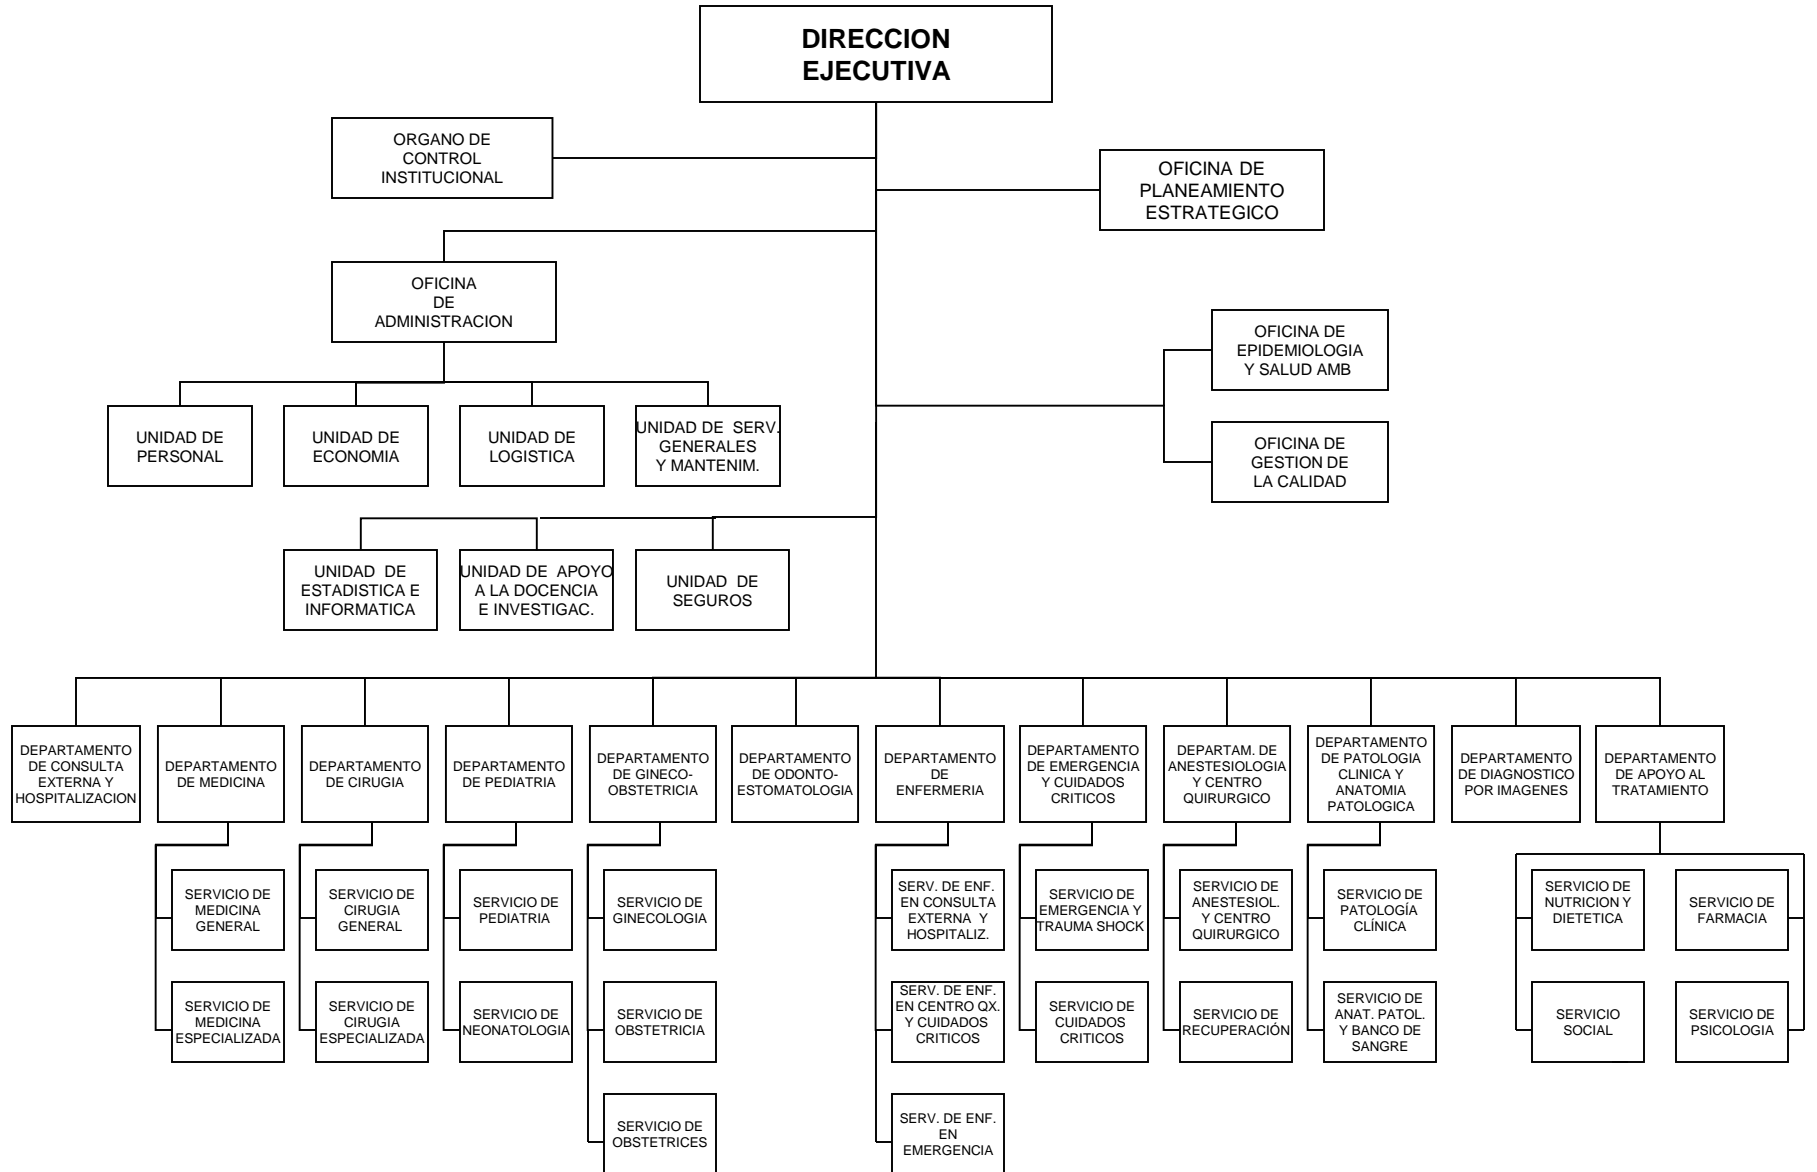 DIRECCION
EJECUTIVA
ORGANO DE
CONTROL
INSTITUCIONAL
OFICINA DE
PLANEAMIENTO
ESTRATEGICO
OFICINA
DE
ADMINISTRACION
OFICINA DE
EPIDEMIOLOGIA
Y SALUD AMB
UNIDAD DE
PERSONAL
UNIDAD DE
ECONOMIA
UNIDAD DE
LOGISTICA
UNIDAD DE SERV.
GENERALES
Y MANTENIM.
OFICINA DE
GESTION DE
LA CALIDAD
UNIDAD DE
ESTADISTICA E
INFORMATICA
UNIDAD DE APOYO
A LA DOCENCIA
E INVESTIGAC.
UNIDAD DE
SEGUROS
DEPARTAMENTO
DE CONSULTA
EXTERNA Y
HOSPITALIZACION
DEPARTAMENTO
DE MEDICINA
DEPARTAMENTO
DE CIRUGIA
DEPARTAMENTO
DE PEDIATRIA
DEPARTAMENTO
DE GINECO-
OBSTETRICIA
DEPARTAMENTO
DE ODONTO-
ESTOMATOLOGIA
DEPARTAMENTO
DE
ENFERMERIA
DEPARTAMENTO
DE EMERGENCIA
Y CUIDADOS
CRITICOS
DEPARTAM. DE
ANESTESIOLOGIA
Y CENTRO
QUIRURGICO
DEPARTAMENTO
DE PATOLOGIA
CLINICA Y
ANATOMIA
PATOLOGICA
DEPARTAMENTO
DE DIAGNOSTICO
POR IMAGENES
DEPARTAMENTO
DE APOYO AL
TRATAMIENTO
SERVICIO DE
MEDICINA
GENERAL
SERVICIO DE
CIRUGIA
GENERAL
SERVICIO DE
PEDIATRIA
SERVICIO DE
GINECOLOGIA
SERV. DE ENF.
EN CONSULTA
EXTERNA Y
HOSPITALIZ.
SERVICIO DE
EMERGENCIA Y
TRAUMA SHOCK
SERVICIO DE
ANESTESIOL.
Y CENTRO
QUIRURGICO
SERVICIO DE
PATOLOGÍA
CLÍNICA
SERVICIO DE
NUTRICION Y
DIETETICA
SERVICIO DE
FARMACIA
SERVICIO DE
MEDICINA
ESPECIALIZADA
SERVICIO DE
CIRUGIA
ESPECIALIZADA
SERVICIO DE
NEONATOLOGIA
SERVICIO DE
OBSTETRICIA
SERV. DE ENF.
EN CENTRO QX.
Y CUIDADOS
CRITICOS
SERVICIO DE
CUIDADOS
CRITICOS
SERVICIO DE
RECUPERACIÓN
SERVICIO DE
ANAT. PATOL.
Y BANCO DE
SANGRE
SERVICIO
SOCIAL
SERVICIO DE
PSICOLOGIA
SERVICIO DE
OBSTETRICES
SERV. DE ENF.
EN
EMERGENCIA